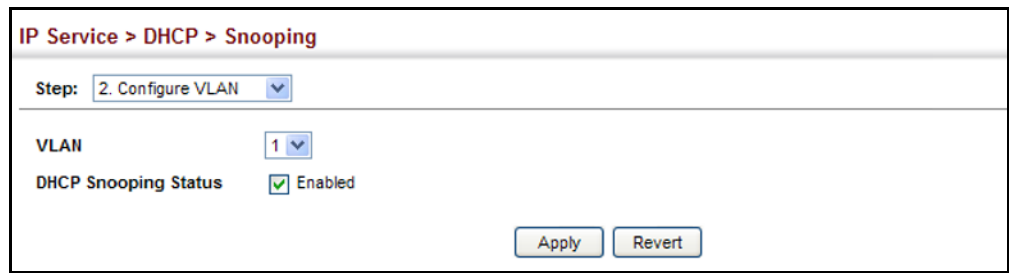 IP Service > DHCP > Snooping
Step: 2. Configure VLAN
VLAN 1
DHCP Snooping Status Enabled
Apply Revert